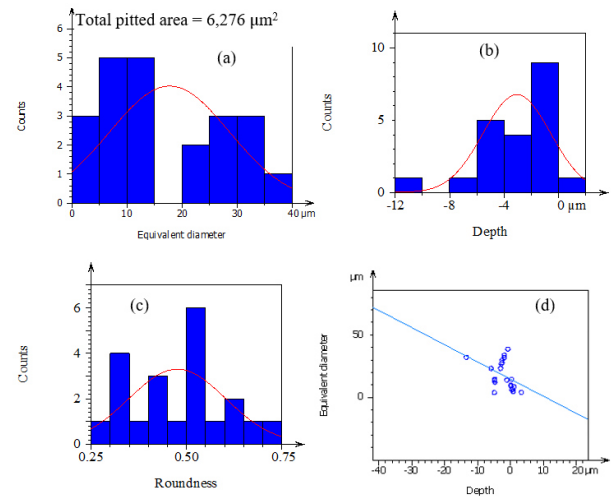 Total pitted area = 6,276 μm²
(a)
Counts
6
5
4
3
2
1
0
0 10 20 30 40 μm
Equivalent diameter
(b)
Counts
10
5
0
-12 -8 -4 0 μm
Depth
(c)
Counts
6
4
2
0
0.25 0.50 0.75
Roundness
(d)
μm
Equivalent diameter
50
0
-40 -30 -20 -10 0 10 20 μm
Depth